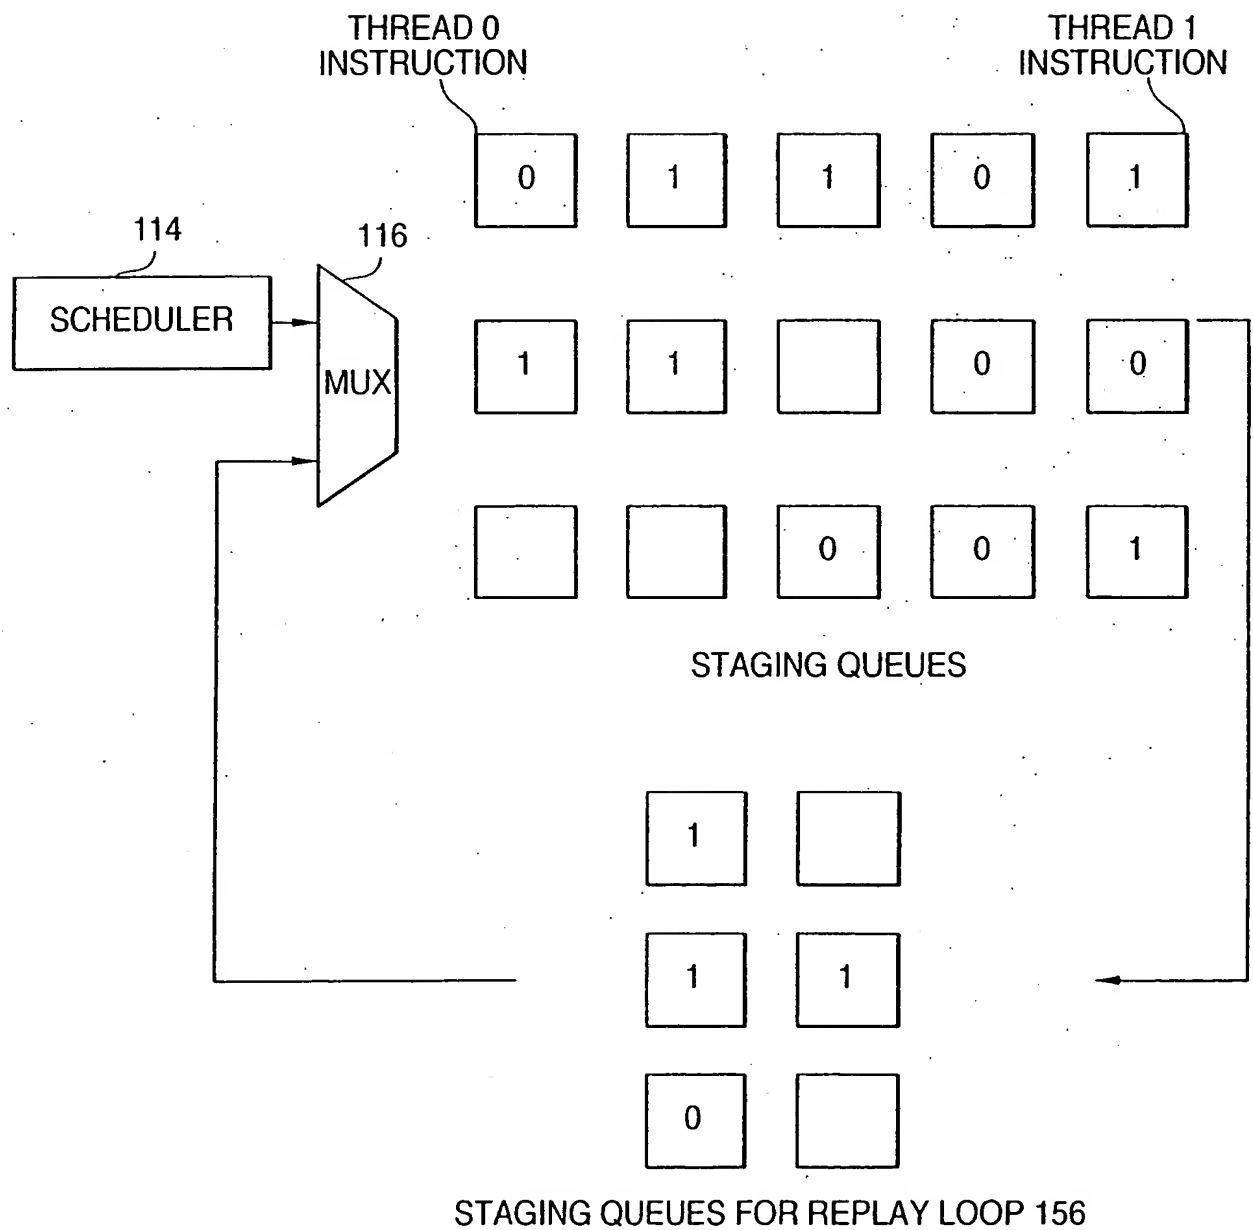 THREAD 0
INSTRUCTION
THREAD 1
INSTRUCTION
0 1 1 0 1
114
116
SCHEDULER
MUX
1 1 0 0
0 0 1
STAGING QUEUES
1
1 1
0
STAGING QUEUES FOR REPLAY LOOP 156